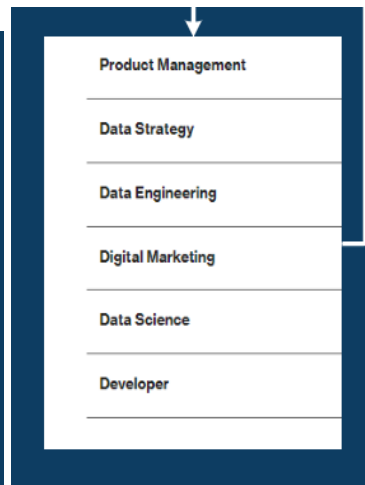 Product Management
Data Strategy
Data Engineering
Digital Marketing
Data Science
Developer